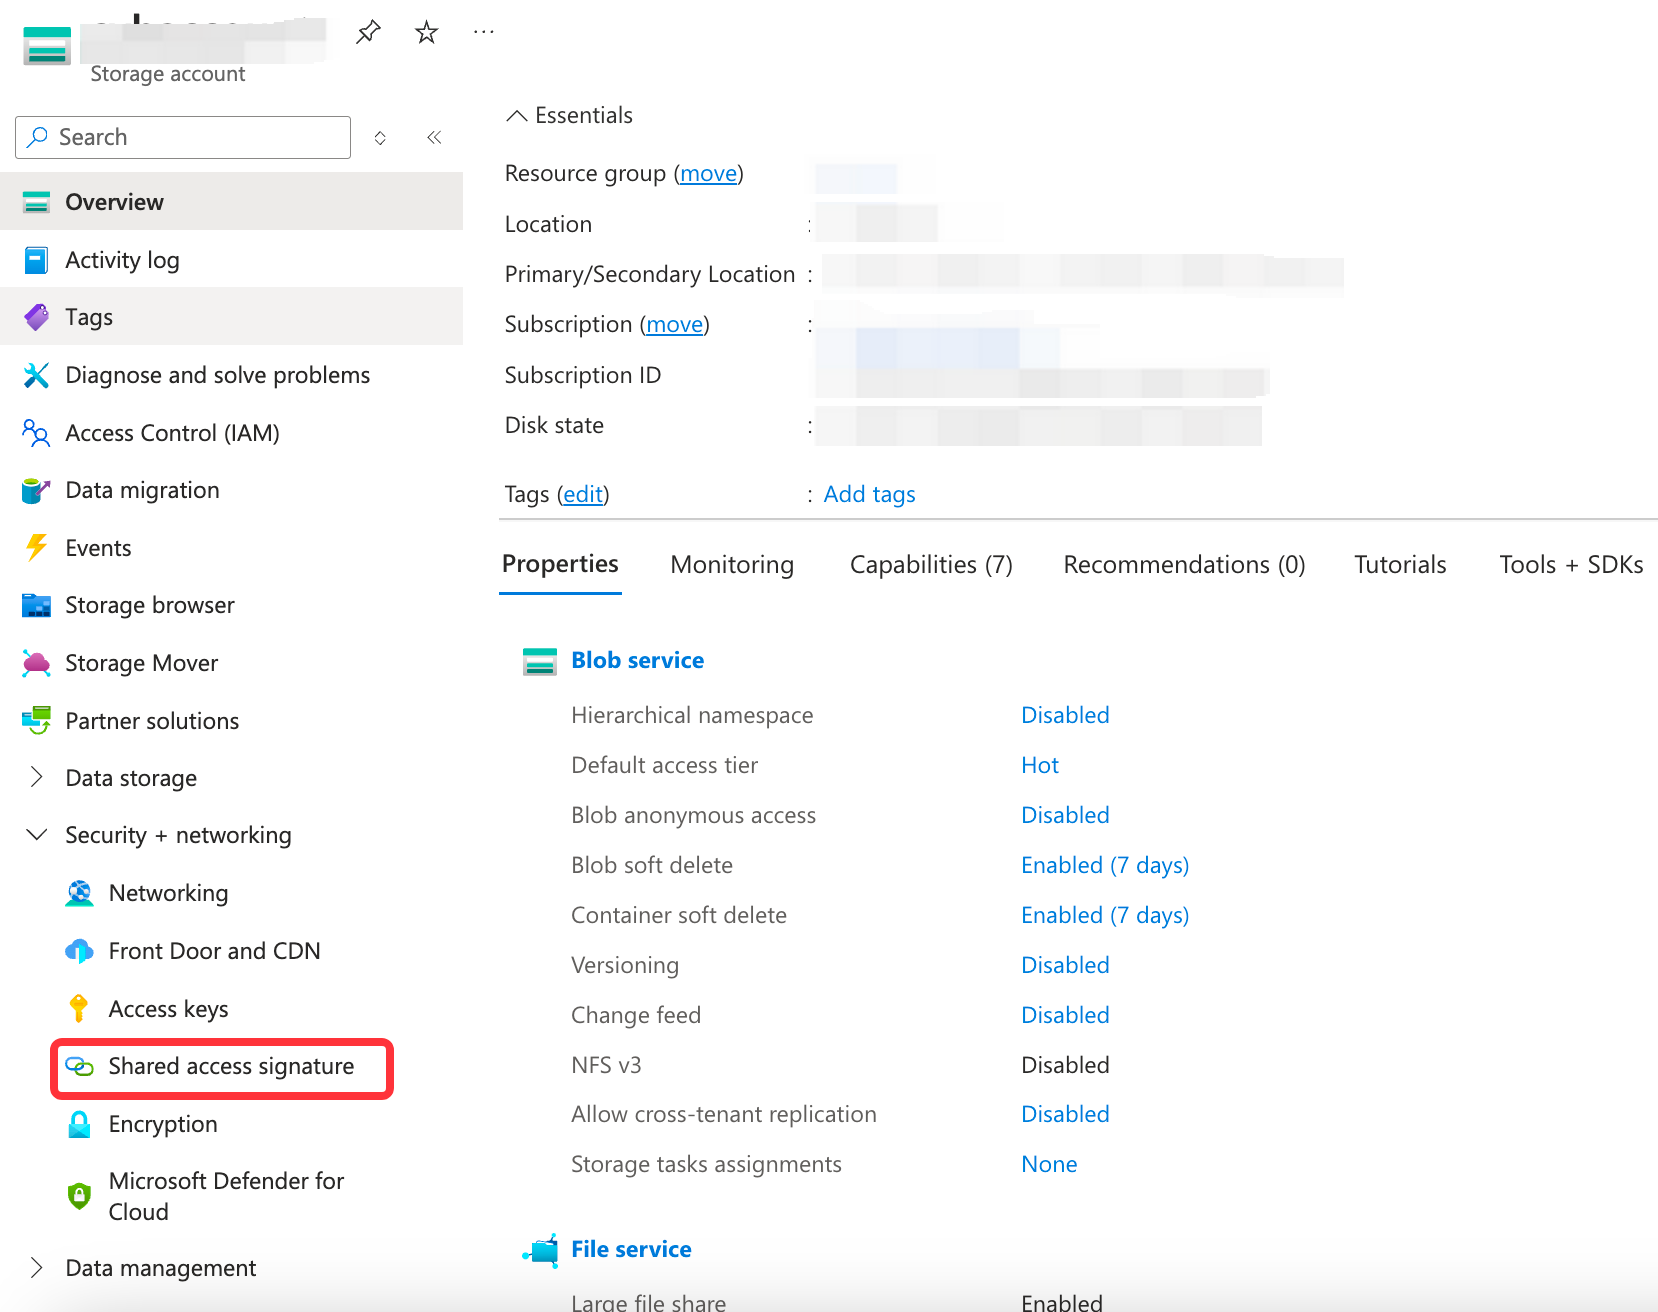 Storage account
Search
Overview
Activity log
Tags
Diagnose and solve problems
Access Control (IAM)
Data migration
Events
Storage browser
Storage Mover
Partner solutions
Data storage
Security + networking
Networking
Front Door and CDN
Access keys
Shared access signature
Encryption
Microsoft Defender for
Cloud
Data management
Essentials
Resource group (move)
Location :
Primary/Secondary Location :
Subscription (move) :
Subscription ID
Disk state :
Tags (edit) : Add tags
Properties Monitoring Capabilities (7) Recommendations (0) Tutorials Tools + SDKs
Blob service
Hierarchical namespace Disabled
Default access tier Hot
Blob anonymous access Disabled
Blob soft delete Enabled (7 days)
Container soft delete Enabled (7 days)
Versioning Disabled
Change feed Disabled
NFS v3 Disabled
Allow cross-tenant replication Disabled
Storage tasks assignments None
File service
Large file share Enabled